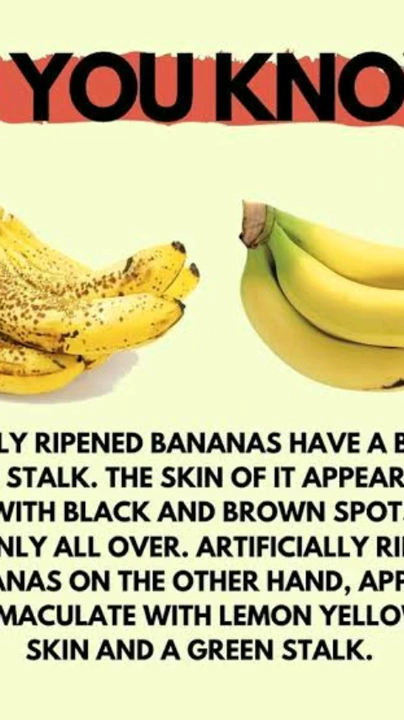 YOU KNO
LY RIPENED BANANAS HAVE A B
STALK. THE SKIN OF IT APPEAR
WITH BLACK AND BROWN SPOT
NLY ALL OVER. ARTIFICIALLY RI
ANAS ON THE OTHER HAND, APP
MACULATE WITH LEMON YELLOW
SKIN AND A GREEN STALK.